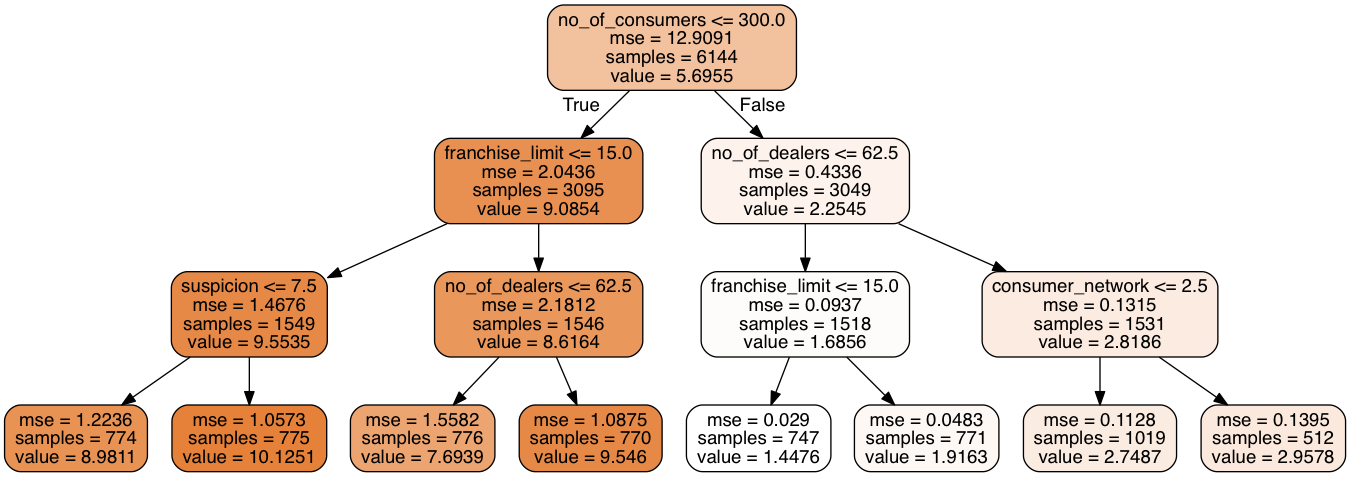 no_of_consumers <= 300.0
mse = 12.9091
samples = 6144
value = 5.6955
True
False
franchise_limit <= 15.0
mse = 2.0436
samples = 3095
value = 9.0854
no_of_dealers <= 62.5
mse = 0.4336
samples = 3049
value = 2.2545
suspicion <= 7.5
mse = 1.4676
samples = 1549
value = 9.5535
no_of_dealers <= 62.5
mse = 2.1812
samples = 1546
value = 8.6164
franchise_limit <= 15.0
mse = 0.0937
samples = 1518
value = 1.6856
consumer_network <= 2.5
mse = 0.1315
samples = 1531
value = 2.8186
mse = 1.2236
samples = 774
value = 8.9811
mse = 1.0573
samples = 775
value = 10.1251
mse = 1.5582
samples = 776
value = 7.6939
mse = 1.0875
samples = 770
value = 9.546
mse = 0.029
samples = 747
value = 1.4476
mse = 0.0483
samples = 771
value = 1.9163
mse = 0.1128
samples = 1019
value = 2.7487
mse = 0.1395
samples = 512
value = 2.9578